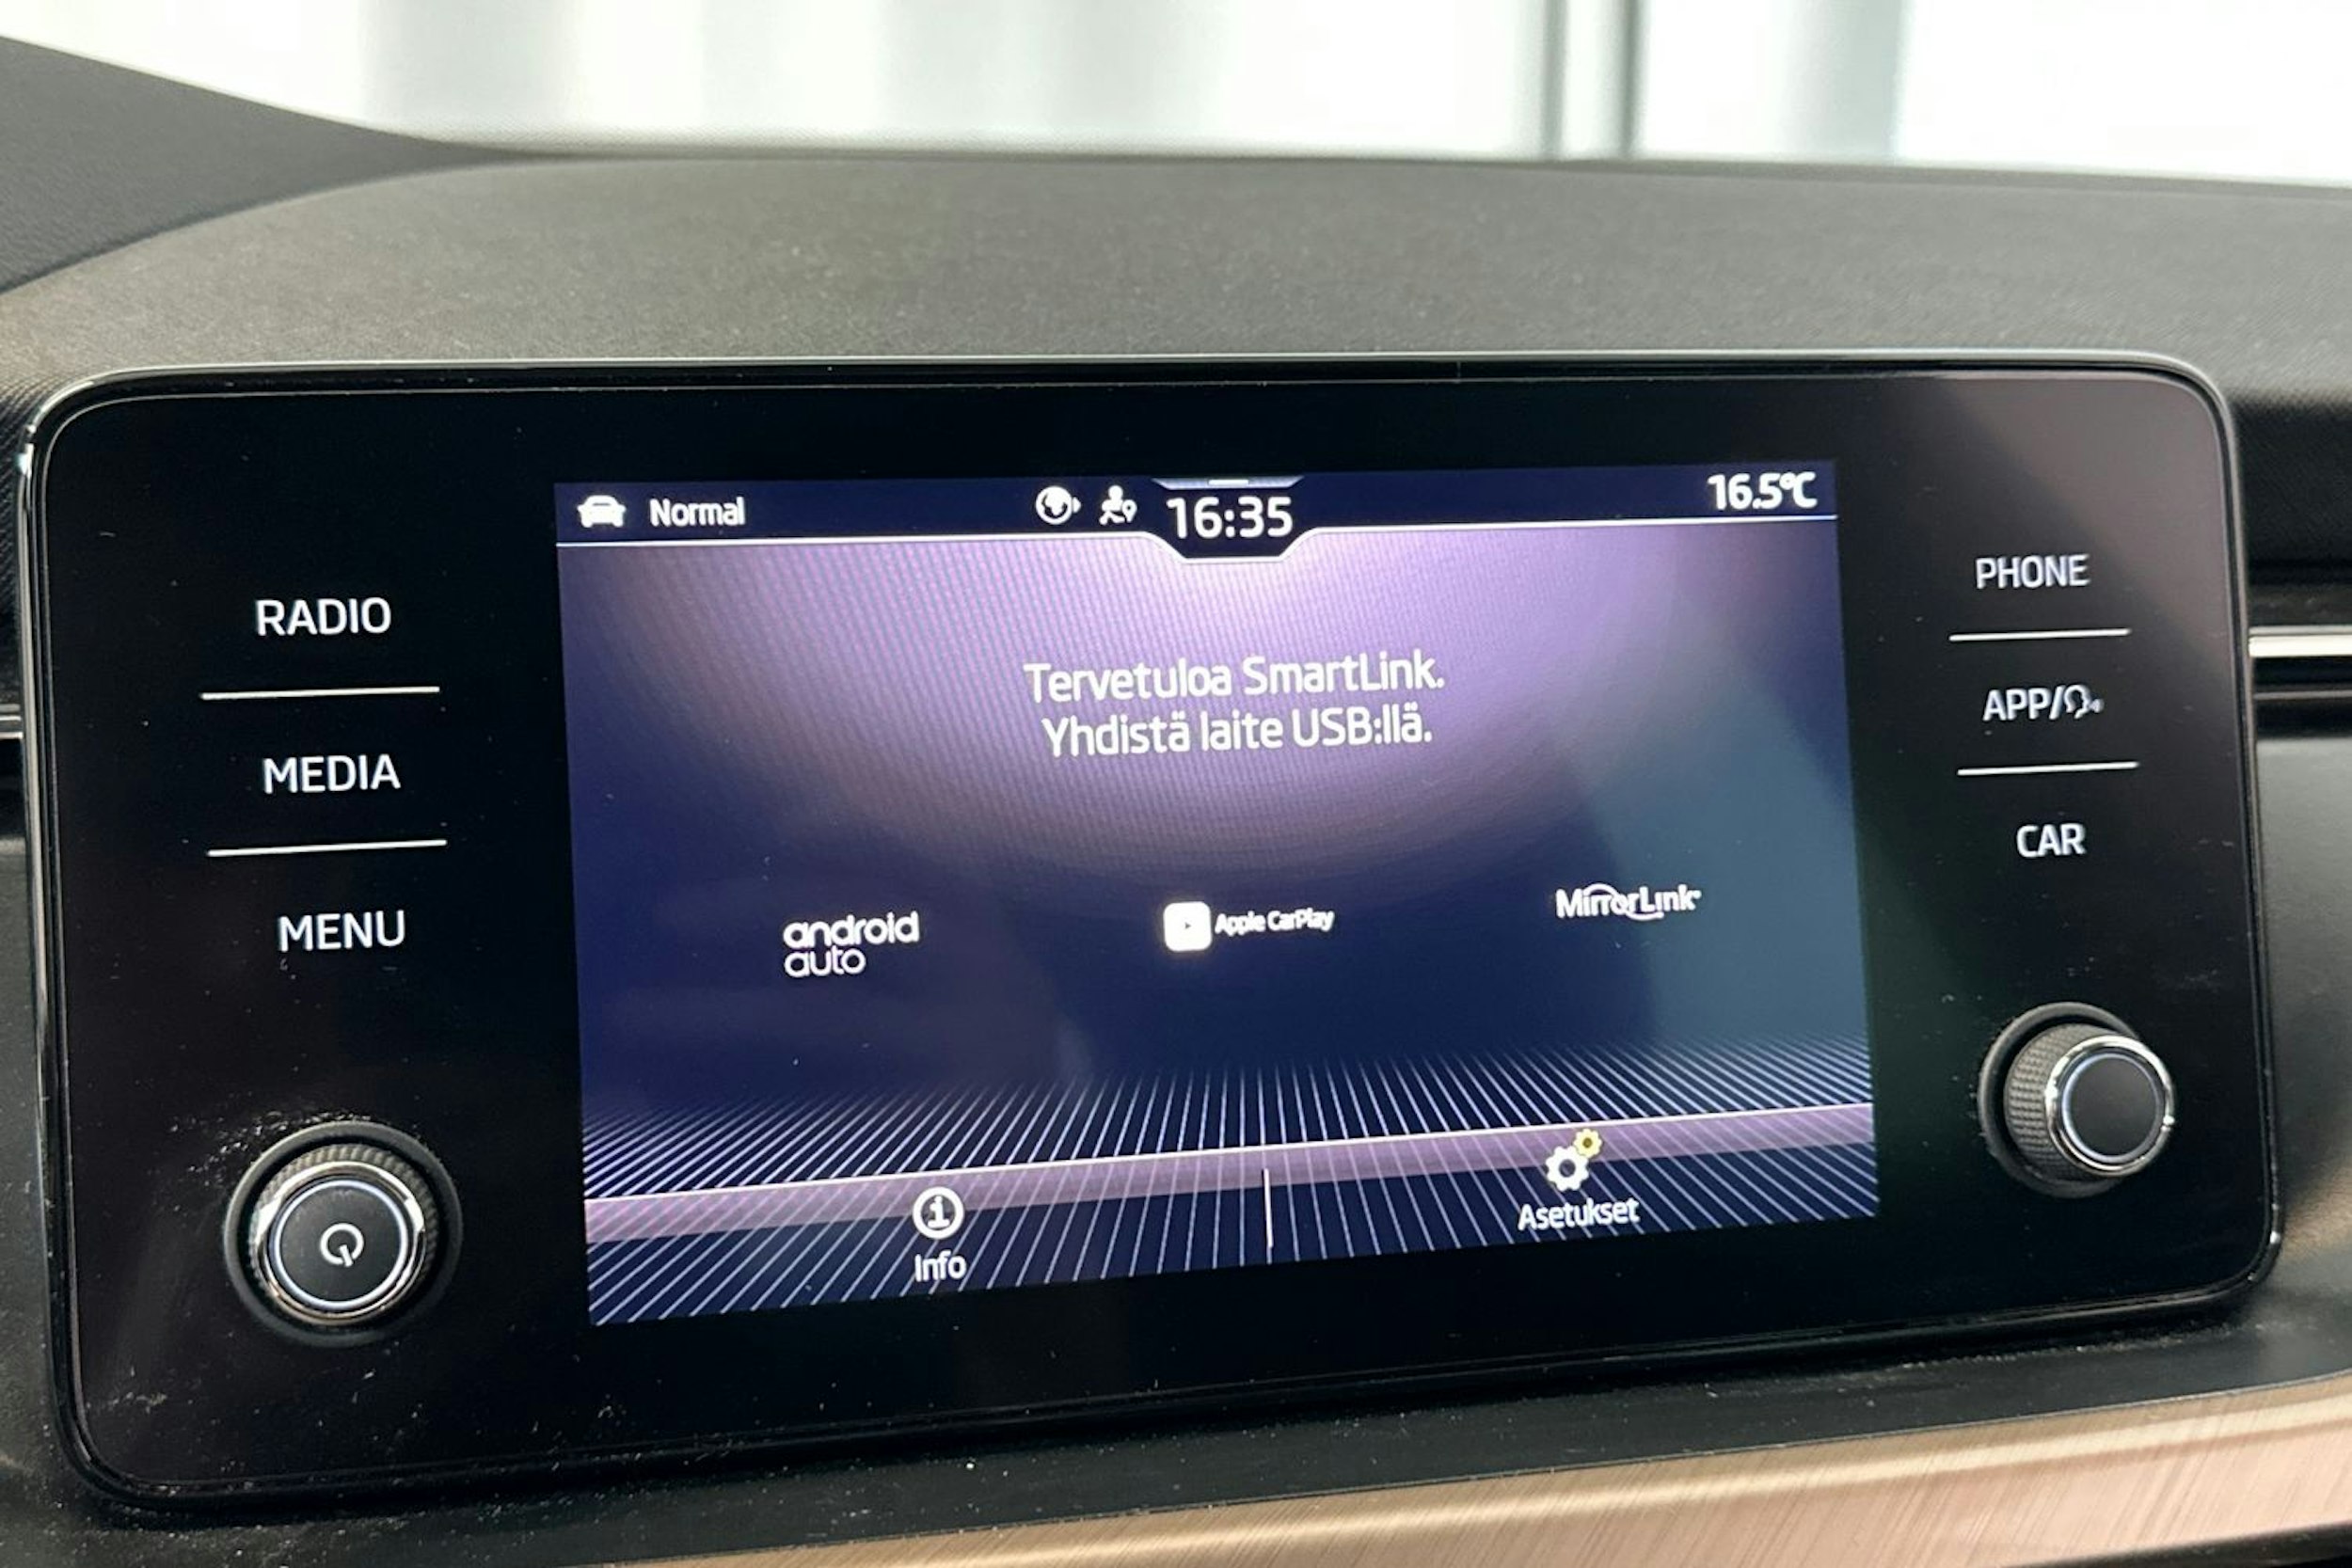 Normal
16:35
16.5°C
RADIO
MEDIA
MENU
Tervetuloa SmartLink.
Yhdistä laite USB:llä.
android
auto
Apple CarPlay
MirrorLink
Info
Asetukset
PHONE
APP/
CAR